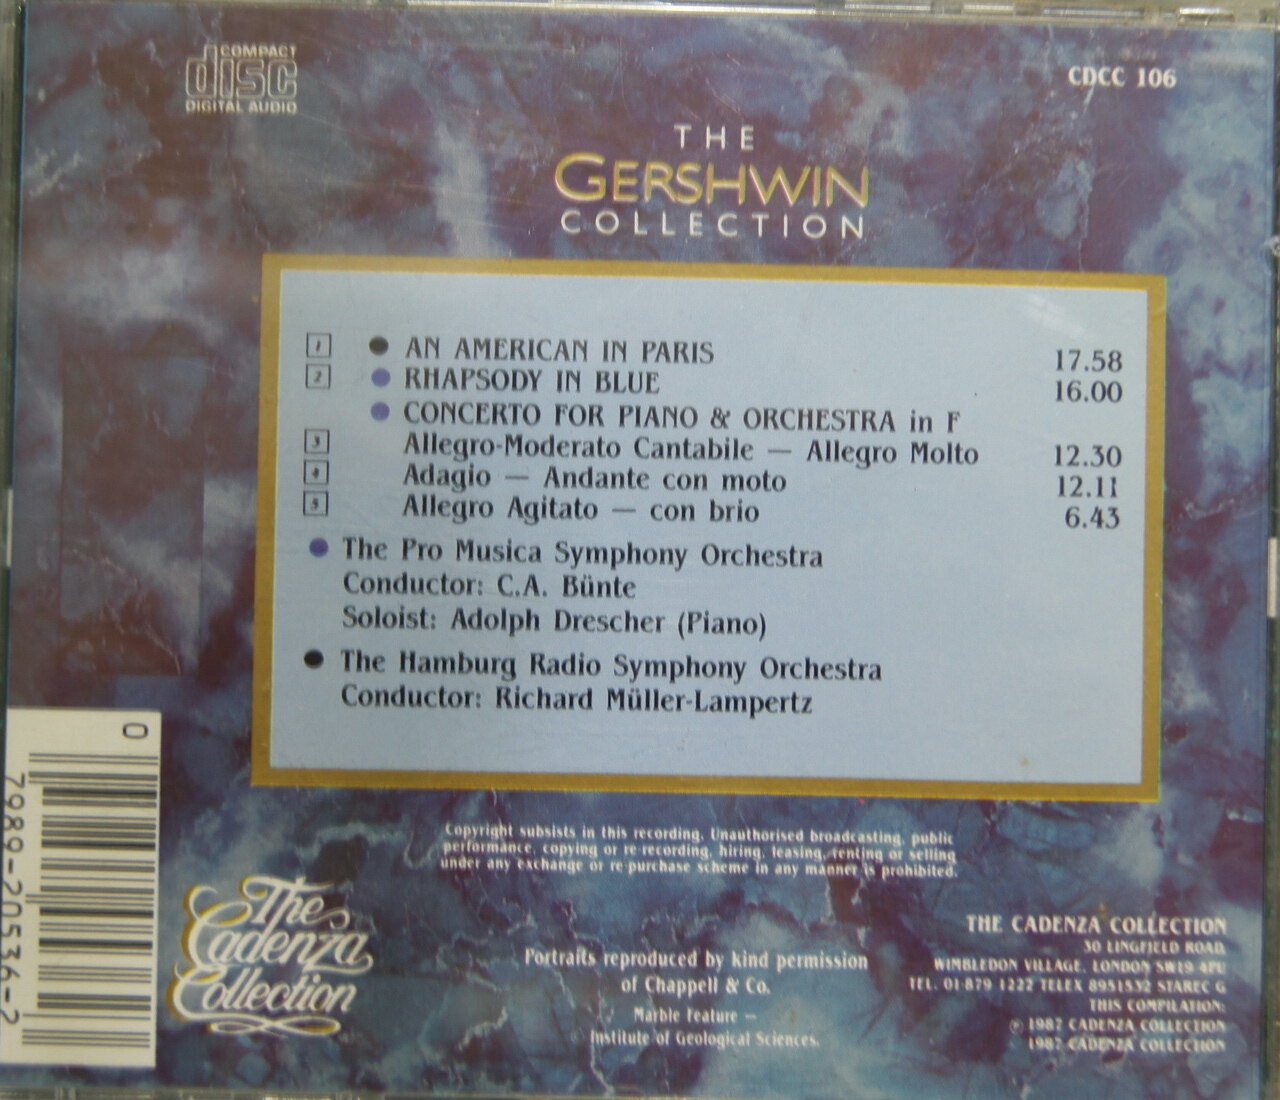 COMPACT
disc
DIGITAL AUDIO
CDCC 106
THE
GERSHWIN
COLLECTION
1 ● AN AMERICAN IN PARIS 17.58
2 ● RHAPSODY IN BLUE 16.00
● CONCERTO FOR PIANO & ORCHESTRA in F
3 Allegro-Moderato Cantabile — Allegro Molto 12.30
4 Adagio — Andante con moto 12.11
5 Allegro Agitato — con brio 6.43
● The Pro Musica Symphony Orchestra
Conductor: C.A. Bünte
Soloist: Adolph Drescher (Piano)
● The Hamburg Radio Symphony Orchestra
Conductor: Richard Müller-Lampertz
Copyright subsists in this recording. Unauthorised broadcasting, public
performance, copying or re-recording, hiring, leasing, renting or selling
under any exchange or re-purchase scheme in any manner is prohibited.
0
7989-20536-2
The
Cadenza
Collection
Portraits reproduced by kind permission
of Chappell & Co.
Marble Feature —
Institute of Geological Sciences.
THE CADENZA COLLECTION
30 LINGFIELD ROAD,
WIMBLEDON VILLAGE, LONDON SW19 4PU
TEL. 01-879 1222 TELEX 8951532 STAREC G
THIS COMPILATION:
℗ 1987 CADENZA COLLECTION
1987 CADENZA COLLECTION